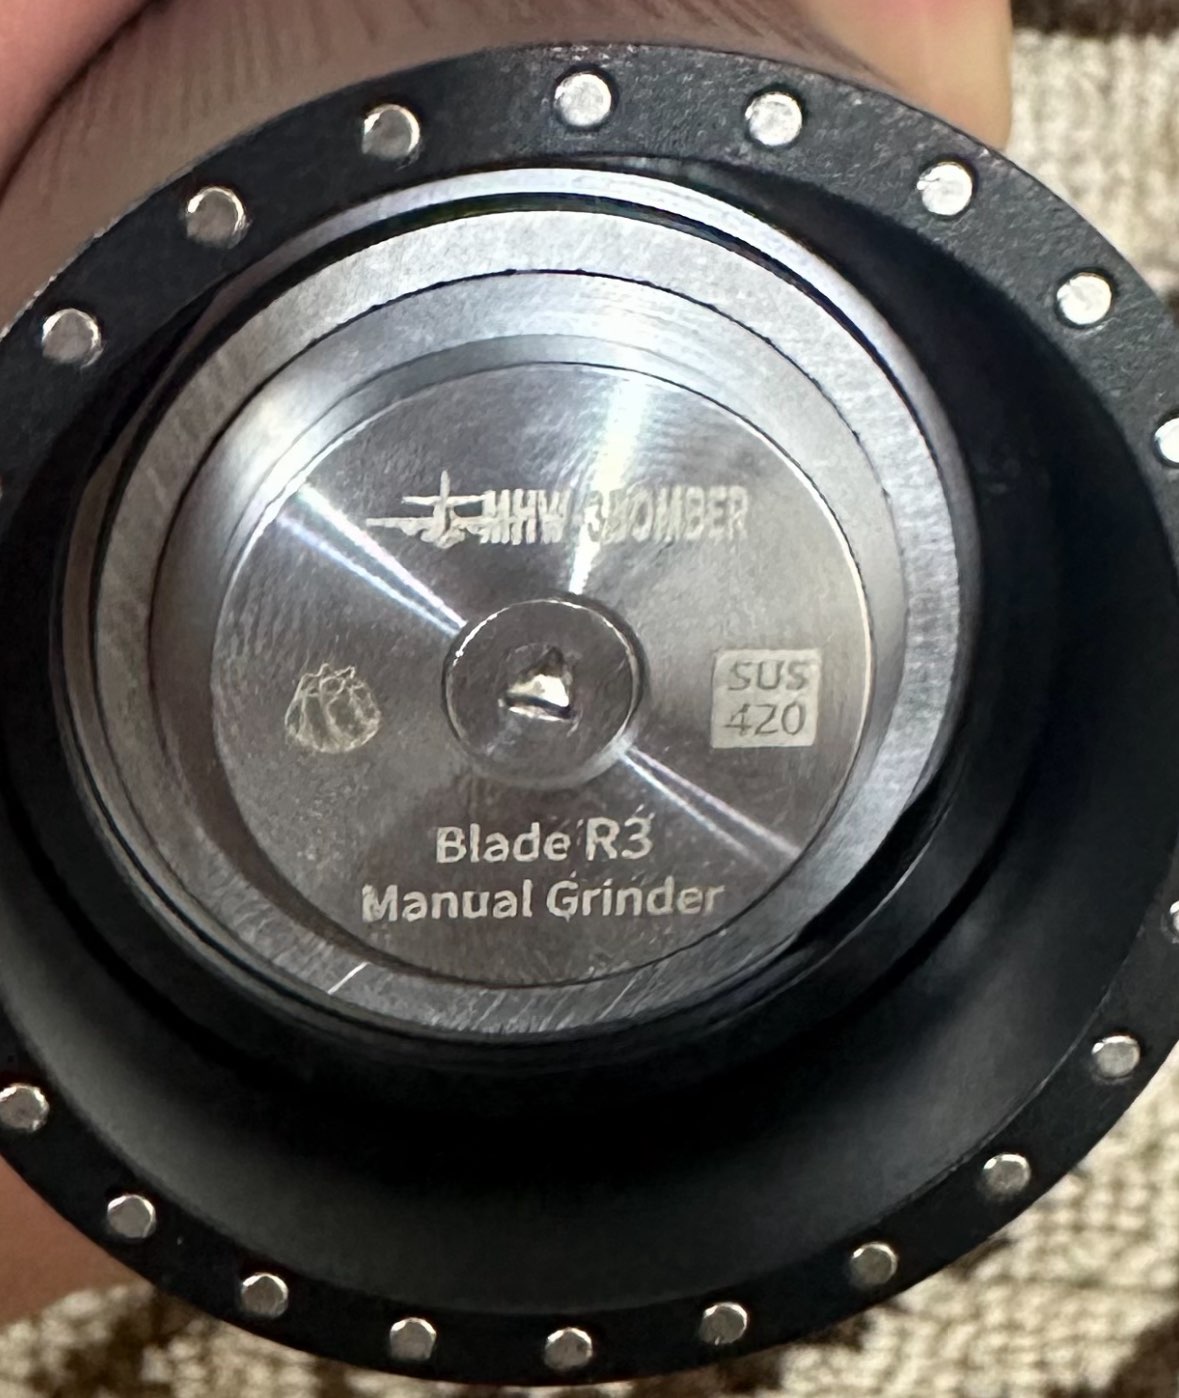 MHW-3BOMBER
SUS
420
Blade R3
Manual Grinder